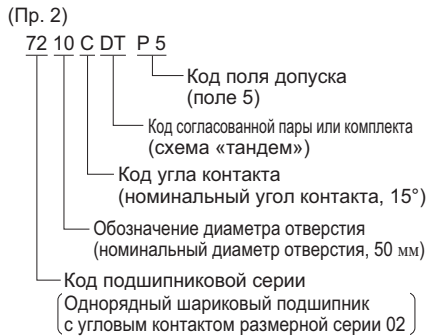 (Пр. 2)
72 10 C DT P 5
Код поля допуска
(поле 5)
Код согласованной пары или комплекта
(схема «тандем»)
Код угла контакта
(номинальный угол контакта, 15°)
Обозначение диаметра отверстия
(номинальный диаметр отверстия, 50 мм)
Код подшипниковой серии
(Однорядный шариковый подшипник
с угловым контактом размерной серии 02)